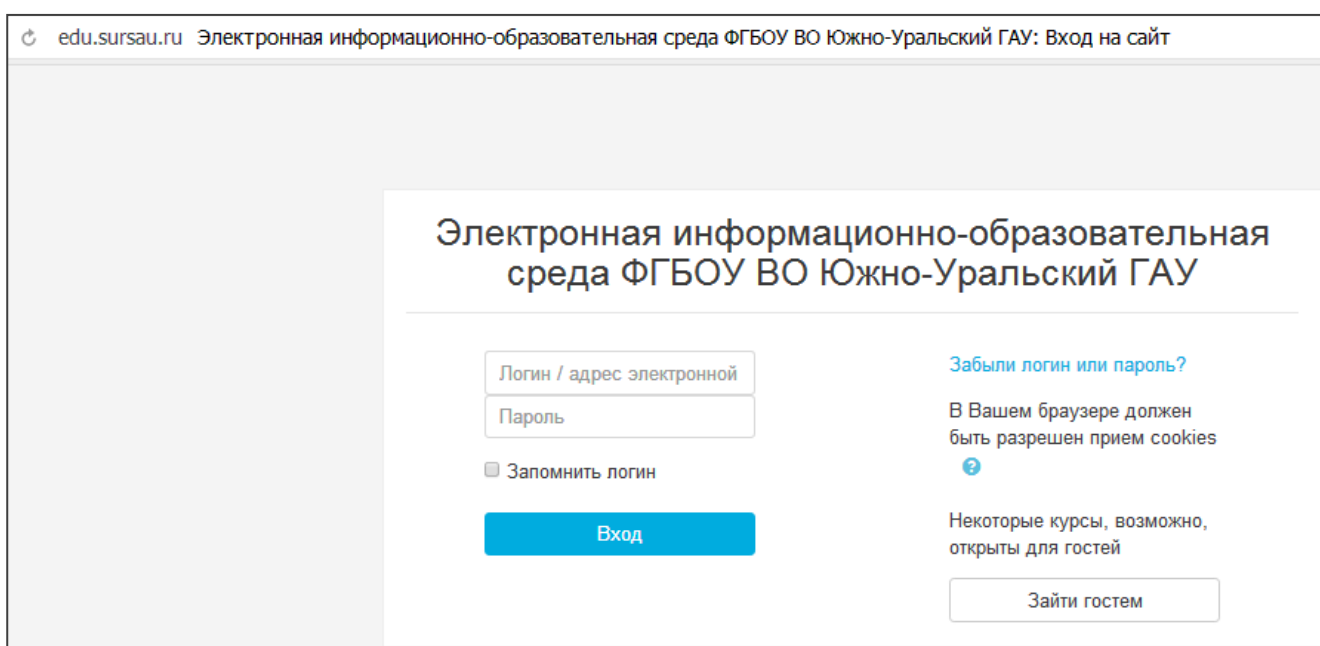 edu.sursau.ru Электронная информационно-образовательная среда ФГБОУ ВО Южно-Уральский ГАУ: Вход на сайт
Электронная информационно-образовательная
среда ФГБОУ ВО Южно-Уральский ГАУ
Логин / адрес электронной
Пароль
Запомнить логин
Вход
Забыли логин или пароль?
В Вашем браузере должен
быть разрешен прием cookies
?
Некоторые курсы, возможно,
открыты для гостей
Зайти гостем